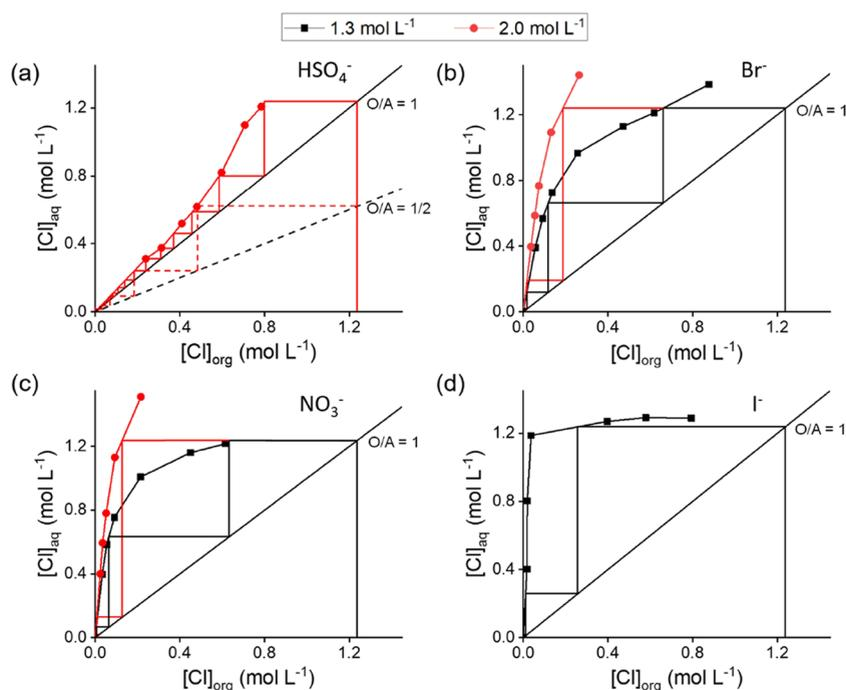 1.3 mol L⁻¹ 2.0 mol L⁻¹
(a) HSO₄⁻
[Cl]aq (mol L⁻¹)
1.2
0.8
0.4
0.0
O/A = 1
O/A = 1/2
0.0 0.4 0.8 1.2
[Cl]org (mol L⁻¹)
(b) Br⁻
[Cl]aq (mol L⁻¹)
1.2
0.8
0.4
0.0
O/A = 1
0.0 0.4 0.8 1.2
[Cl]org (mol L⁻¹)
(c) NO₃⁻
[Cl]aq (mol L⁻¹)
1.2
0.8
0.4
0.0
O/A = 1
0.0 0.4 0.8 1.2
[Cl]org (mol L⁻¹)
(d) I⁻
[Cl]aq (mol L⁻¹)
1.2
0.8
0.4
0.0
O/A = 1
0.0 0.4 0.8 1.2
[Cl]org (mol L⁻¹)